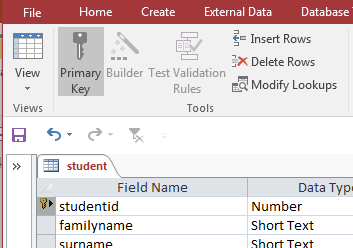 File Home Create External Data Database
View Primary Key Builder Test Validation Rules Insert Rows
Delete Rows
Modify Lookups
Views Tools
student
Field Name Data Type
studentid Number
familyname Short Text
surname Short Text